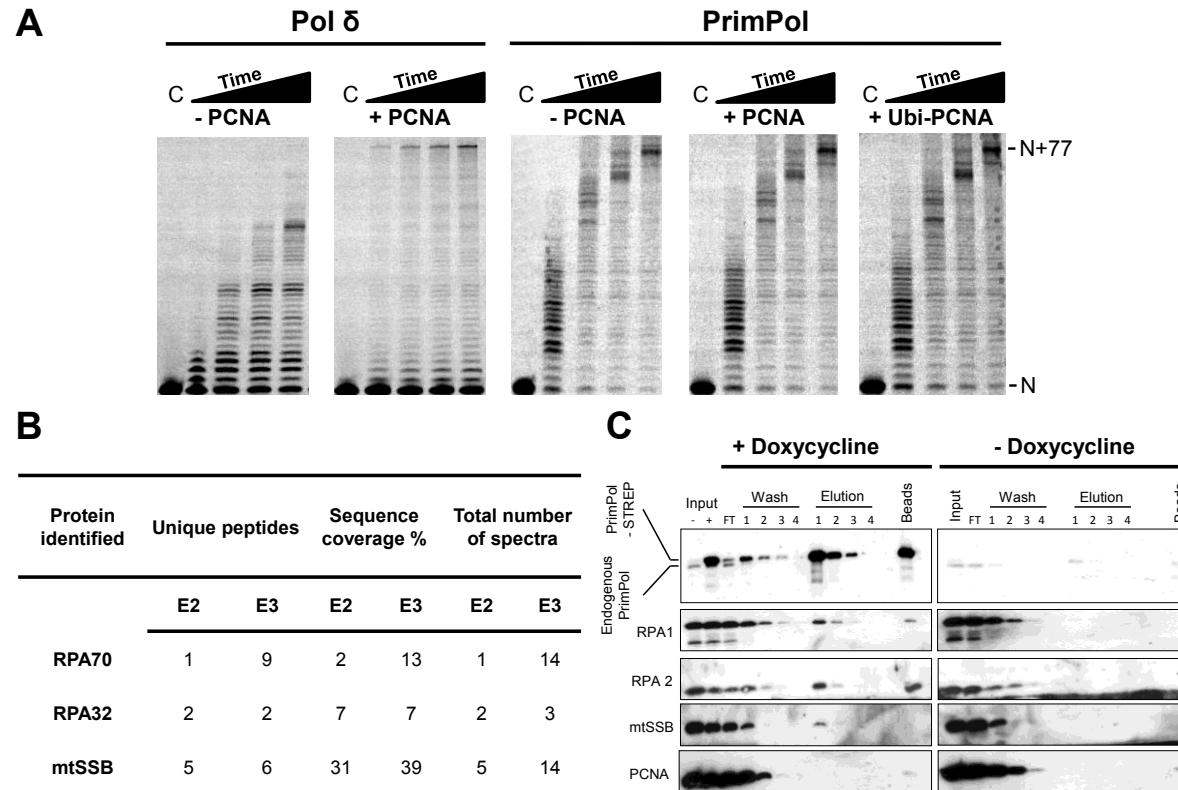 A
Pol δ
PrimPol
C Time
- PCNA
C Time
+ PCNA
C Time
- PCNA
C Time
+ PCNA
C Time
+ Ubi-PCNA
N+77
N
B
Protein identified
Unique peptides
Sequence coverage %
Total number of spectra
E2 E3 E2 E3 E2 E3
RPA70 1 9 2 13 1 14
RPA32 2 2 7 7 2 3
mtSSB 5 6 31 39 5 14
C
+ Doxycycline
- Doxycycline
PrimPol - STREP
Endogenous PrimPol
Input Wash Elution Beads
- + FT 1 2 3 4 1 2 3 4
Input FT Wash Elution
1 2 3 4 1 2 3 4
RPA1
RPA 2
mtSSB
PCNA